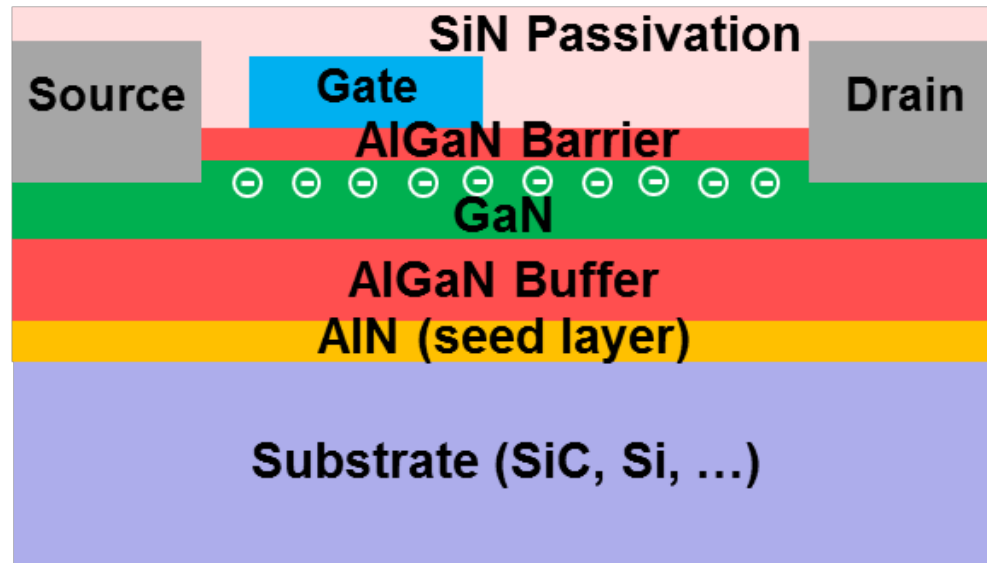 SiN Passivation
Source
Gate
Drain
AlGaN Barrier
GaN
AlGaN Buffer
AlN (seed layer)
Substrate (SiC, Si, …)